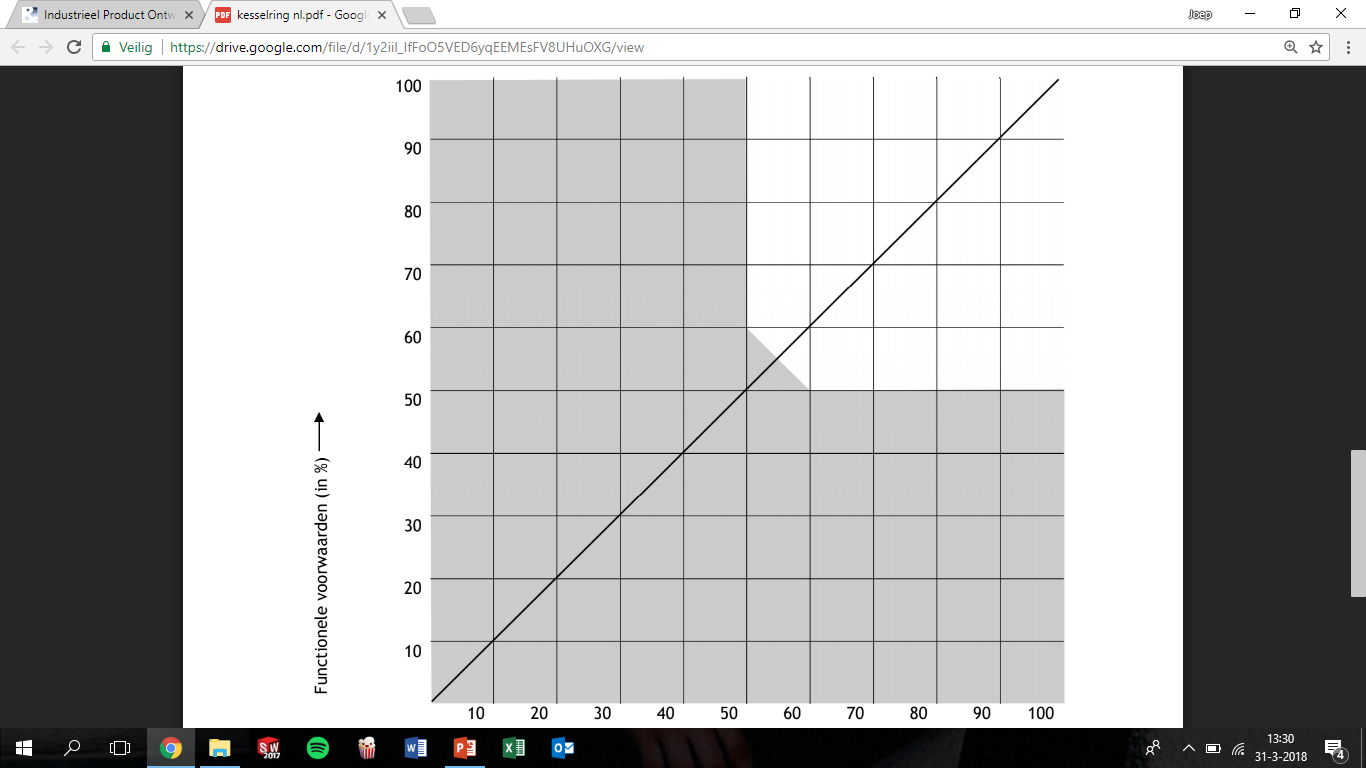 Industrieel Product Ontw
kesselring nl.pdf - Googl
Joep
Veilig
https://drive.google.com/file/d/1y2iiI_lfFoO5VED6yqEEMEsFV8UHuOXG/view
100
90
80
70
60
50
40
30
20
10
Functionele voorwaarden (in %)
10 20 30 40 50 60 70 80 90 100
PDF
SW
2017
13:30
31-3-2018
4